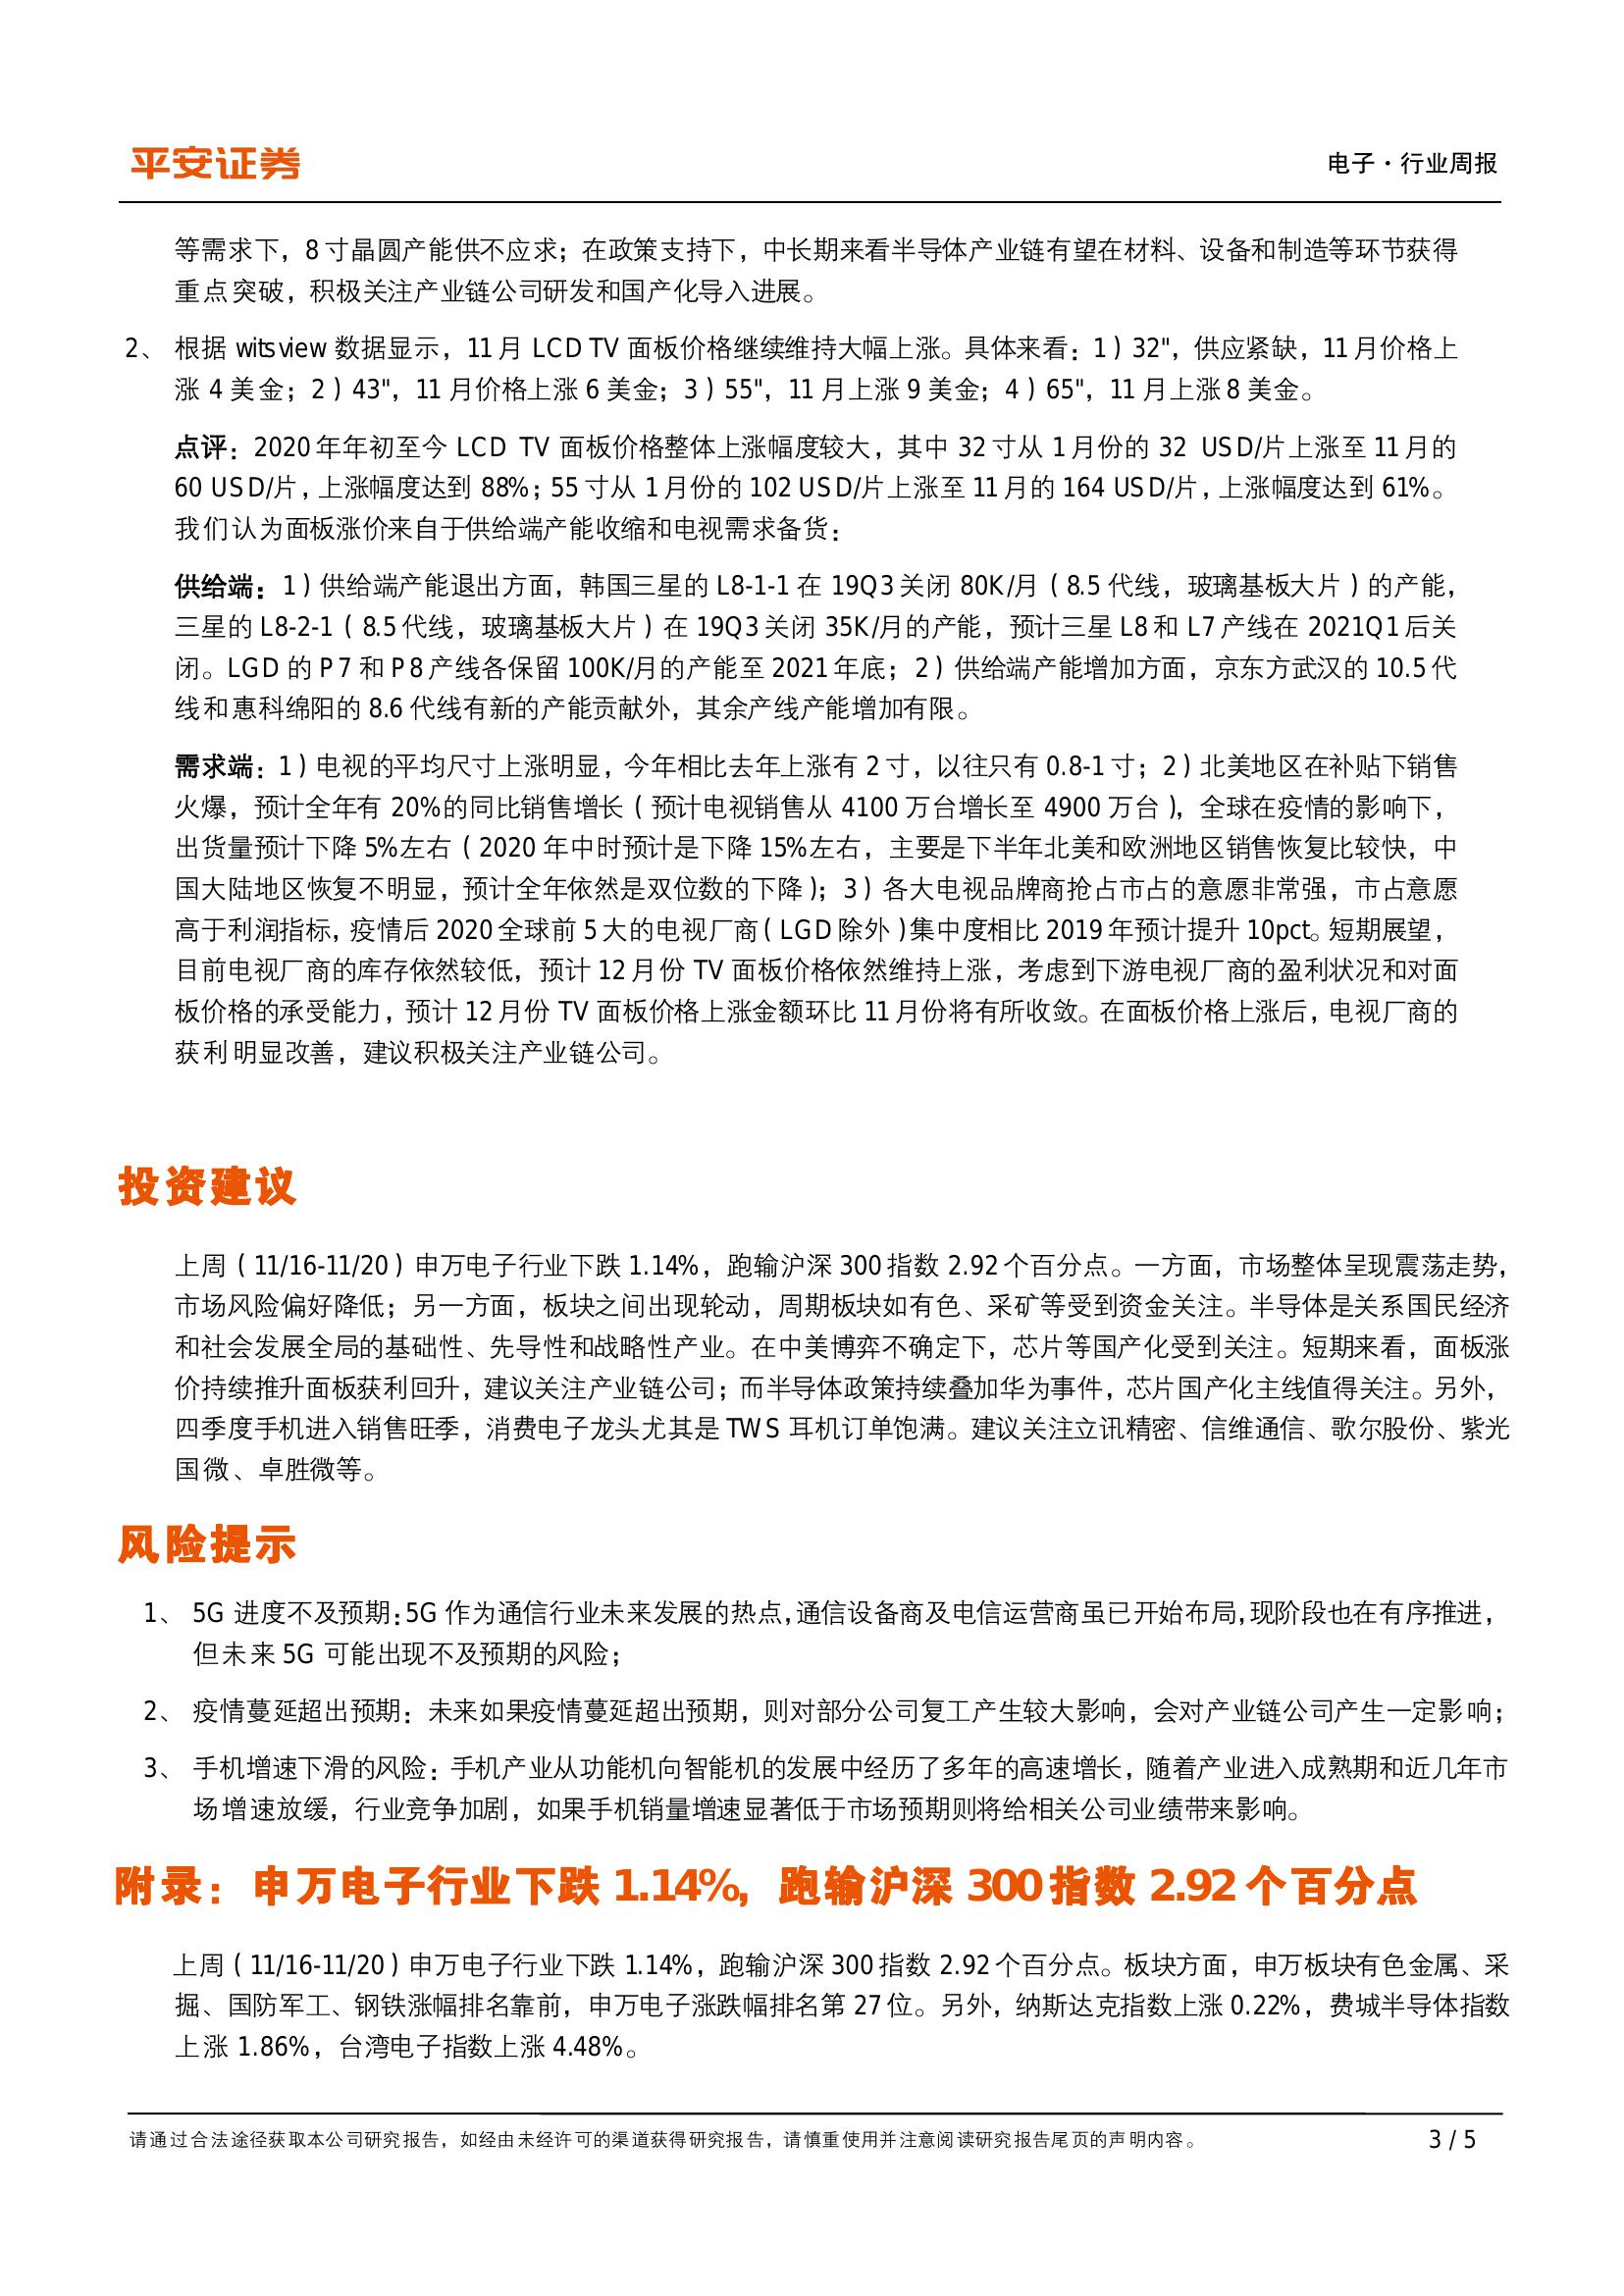 平安证券
电子·行业周报
等需求下，8 寸晶圆产能供不应求；在政策支持下，中长期来看半导体产业链有望在材料、设备和制造等环节获得
重点突破，积极关注产业链公司研发和国产化导入进展。
2、 根据 witsview 数据显示，11 月 LCD TV 面板价格继续维持大幅上涨。具体来看：1）32"，供应紧缺，11 月价格上
涨 4 美金；2）43"，11 月价格上涨 6 美金；3）55"，11 月上涨 9 美金；4）65"，11 月上涨 8 美金。
点评：2020 年年初至今 LCD TV 面板价格整体上涨幅度较大，其中 32 寸从 1 月份的 32 USD/片上涨至 11 月的
60 USD/片，上涨幅度达到 88%；55 寸从 1 月份的 102 USD/片上涨至 11 月的 164 USD/片，上涨幅度达到 61%。
我们认为面板涨价来自于供给端产能收缩和电视需求备货：
供给端：1）供给端产能退出方面，韩国三星的 L8-1-1 在 19Q3 关闭 80K/月（8.5 代线，玻璃基板大片）的产能，
三星的 L8-2-1（8.5 代线，玻璃基板大片）在 19Q3 关闭 35K/月的产能，预计三星 L8 和 L7 产线在 2021Q1 后关
闭。LGD 的 P7 和 P8 产线各保留 100K/月的产能至 2021 年底；2）供给端产能增加方面，京东方武汉的 10.5 代
线和惠科绵阳的 8.6 代线有新的产能贡献外，其余产线产能增加有限。
需求端：1）电视的平均尺寸上涨明显，今年相比去年上涨有 2 寸，以往只有 0.8-1 寸；2）北美地区在补贴下销售
火爆，预计全年有 20%的同比销售增长（预计电视销售从 4100 万台增长至 4900 万台），全球在疫情的影响下，
出货量预计下降 5%左右（2020 年中时预计是下降 15%左右，主要是下半年北美和欧洲地区销售恢复比较快，中
国大陆地区恢复不明显，预计全年依然是双位数的下降）；3）各大电视品牌商抢占市占的意愿非常强，市占意愿
高于利润指标，疫情后 2020 全球前 5 大的电视厂商（LGD 除外）集中度相比 2019 年预计提升 10pct。短期展望，
目前电视厂商的库存依然较低，预计 12 月份 TV 面板价格依然维持上涨，考虑到下游电视厂商的盈利状况和对面
板价格的承受能力，预计 12 月份 TV 面板价格上涨金额环比 11 月份将有所收敛。在面板价格上涨后，电视厂商的
获利明显改善，建议积极关注产业链公司。
投资建议
上周（11/16-11/20）申万电子行业下跌 1.14%，跑输沪深 300 指数 2.92 个百分点。一方面，市场整体呈现震荡走势，
市场风险偏好降低；另一方面，板块之间出现轮动，周期板块如有色、采矿等受到资金关注。半导体是关系国民经济
和社会发展全局的基础性、先导性和战略性产业。在中美博弈不确定下，芯片等国产化受到关注。短期来看，面板涨
价持续推升面板获利回升，建议关注产业链公司；而半导体政策持续叠加华为事件，芯片国产化主线值得关注。另外，
四季度手机进入销售旺季，消费电子龙头尤其是 TWS 耳机订单饱满。建议关注立讯精密、信维通信、歌尔股份、紫光
国微、卓胜微等。
风险提示
1、 5G 进度不及预期：5G 作为通信行业未来发展的热点，通信设备商及电信运营商虽已开始布局，现阶段也在有序推进，
但未来 5G 可能出现不及预期的风险；
2、 疫情蔓延超出预期：未来如果疫情蔓延超出预期，则对部分公司复工产生较大影响，会对产业链公司产生一定影响；
3、 手机增速下滑的风险：手机产业从功能机向智能机的发展中经历了多年的高速增长，随着产业进入成熟期和近几年市
场增速放缓，行业竞争加剧，如果手机销量增速显著低于市场预期则将给相关公司业绩带来影响。
附录：申万电子行业下跌 1.14%，跑输沪深 300 指数 2.92 个百分点
上周（11/16-11/20）申万电子行业下跌 1.14%，跑输沪深 300 指数 2.92 个百分点。板块方面，申万板块有色金属、采
掘、国防军工、钢铁涨幅排名靠前，申万电子涨跌幅排名第 27 位。另外，纳斯达克指数上涨 0.22%，费城半导体指数
上涨 1.86%，台湾电子指数上涨 4.48%。
请通过合法途径获取本公司研究报告，如经由未经许可的渠道获得研究报告，请慎重使用并注意阅读研究报告尾页的声明内容。
3 / 5